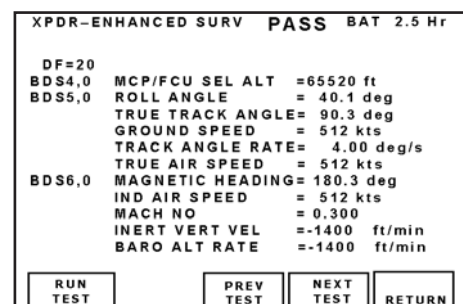 XPDR–ENHANCED SURV PASS BAT 2.5 Hr
DF=20
BDS4,0 MCP/FCU SEL ALT =65520 ft
BDS5,0 ROLL ANGLE = 40.1 deg
TRUE TRACK ANGLE= 90.3 deg
GROUND SPEED = 512 kts
TRACK ANGLE RATE= 4.00 deg/s
TRUE AIR SPEED = 512 kts
BDS6,0 MAGNETIC HEADING= 180.3 deg
IND AIR SPEED = 512 kts
MACH NO = 0.300
INERT VERT VEL =-1400 ft/min
BARO ALT RATE =-1400 ft/min
RUN TEST
PREV TEST
NEXT TEST
RETURN